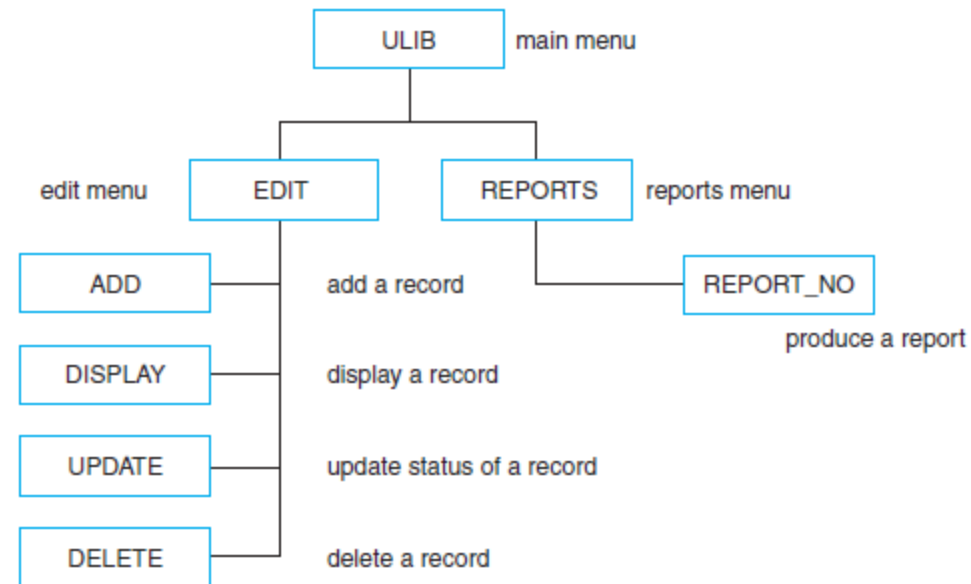 ULIB main menu
edit menu EDIT REPORTS reports menu
ADD add a record REPORT_NO
produce a report
DISPLAY display a record
UPDATE update status of a record
DELETE delete a record